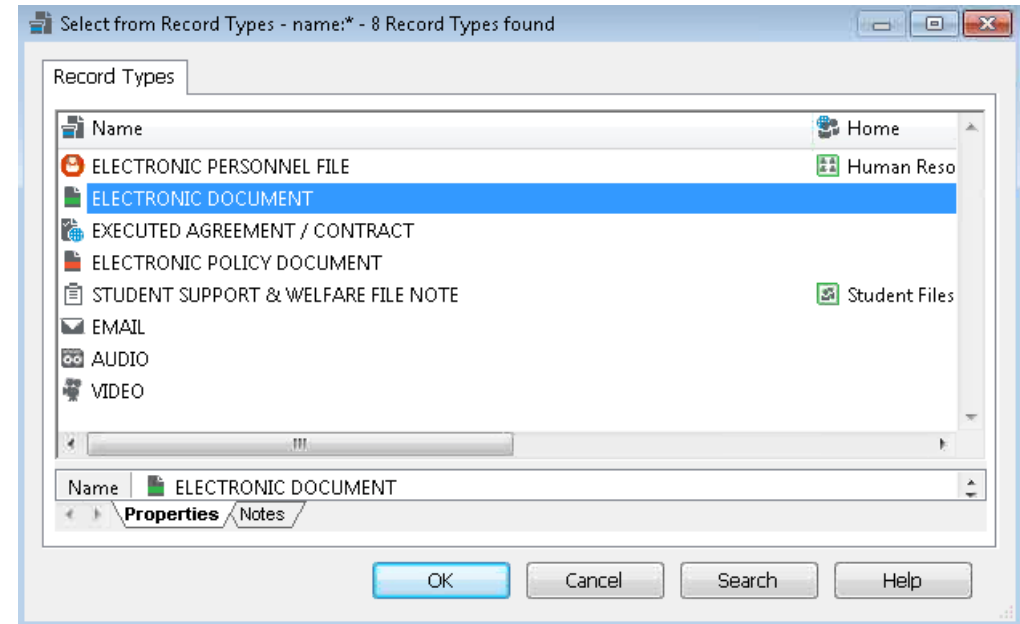 Select from Record Types - name:* - 8 Record Types found
Record Types
Name Home
ELECTRONIC PERSONNEL FILE Human Reso
ELECTRONIC DOCUMENT
EXECUTED AGREEMENT / CONTRACT
ELECTRONIC POLICY DOCUMENT
STUDENT SUPPORT & WELFARE FILE NOTE Student Files
EMAIL
AUDIO
VIDEO
Name ELECTRONIC DOCUMENT
Properties Notes
OK Cancel Search Help